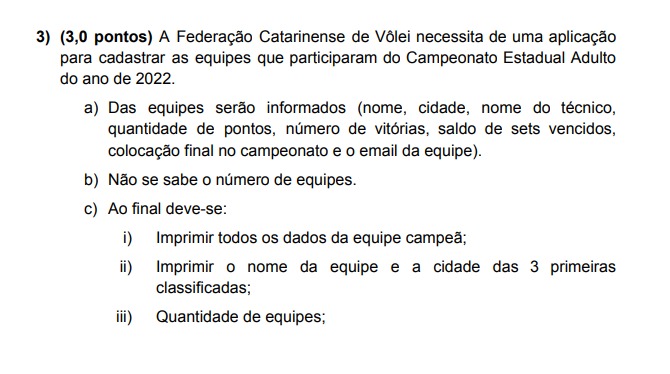 3) (3,0 pontos) A Federação Catarinense de Vôlei necessita de uma aplicação
para cadastrar as equipes que participaram do Campeonato Estadual Adulto
do ano de 2022.
a) Das equipes serão informados (nome, cidade, nome do técnico,
quantidade de pontos, número de vitórias, saldo de sets vencidos,
colocação final no campeonato e o email da equipe).
b) Não se sabe o número de equipes.
c) Ao final deve-se:
i) Imprimir todos os dados da equipe campeã;
ii) Imprimir o nome da equipe e a cidade das 3 primeiras
classificadas;
iii) Quantidade de equipes;